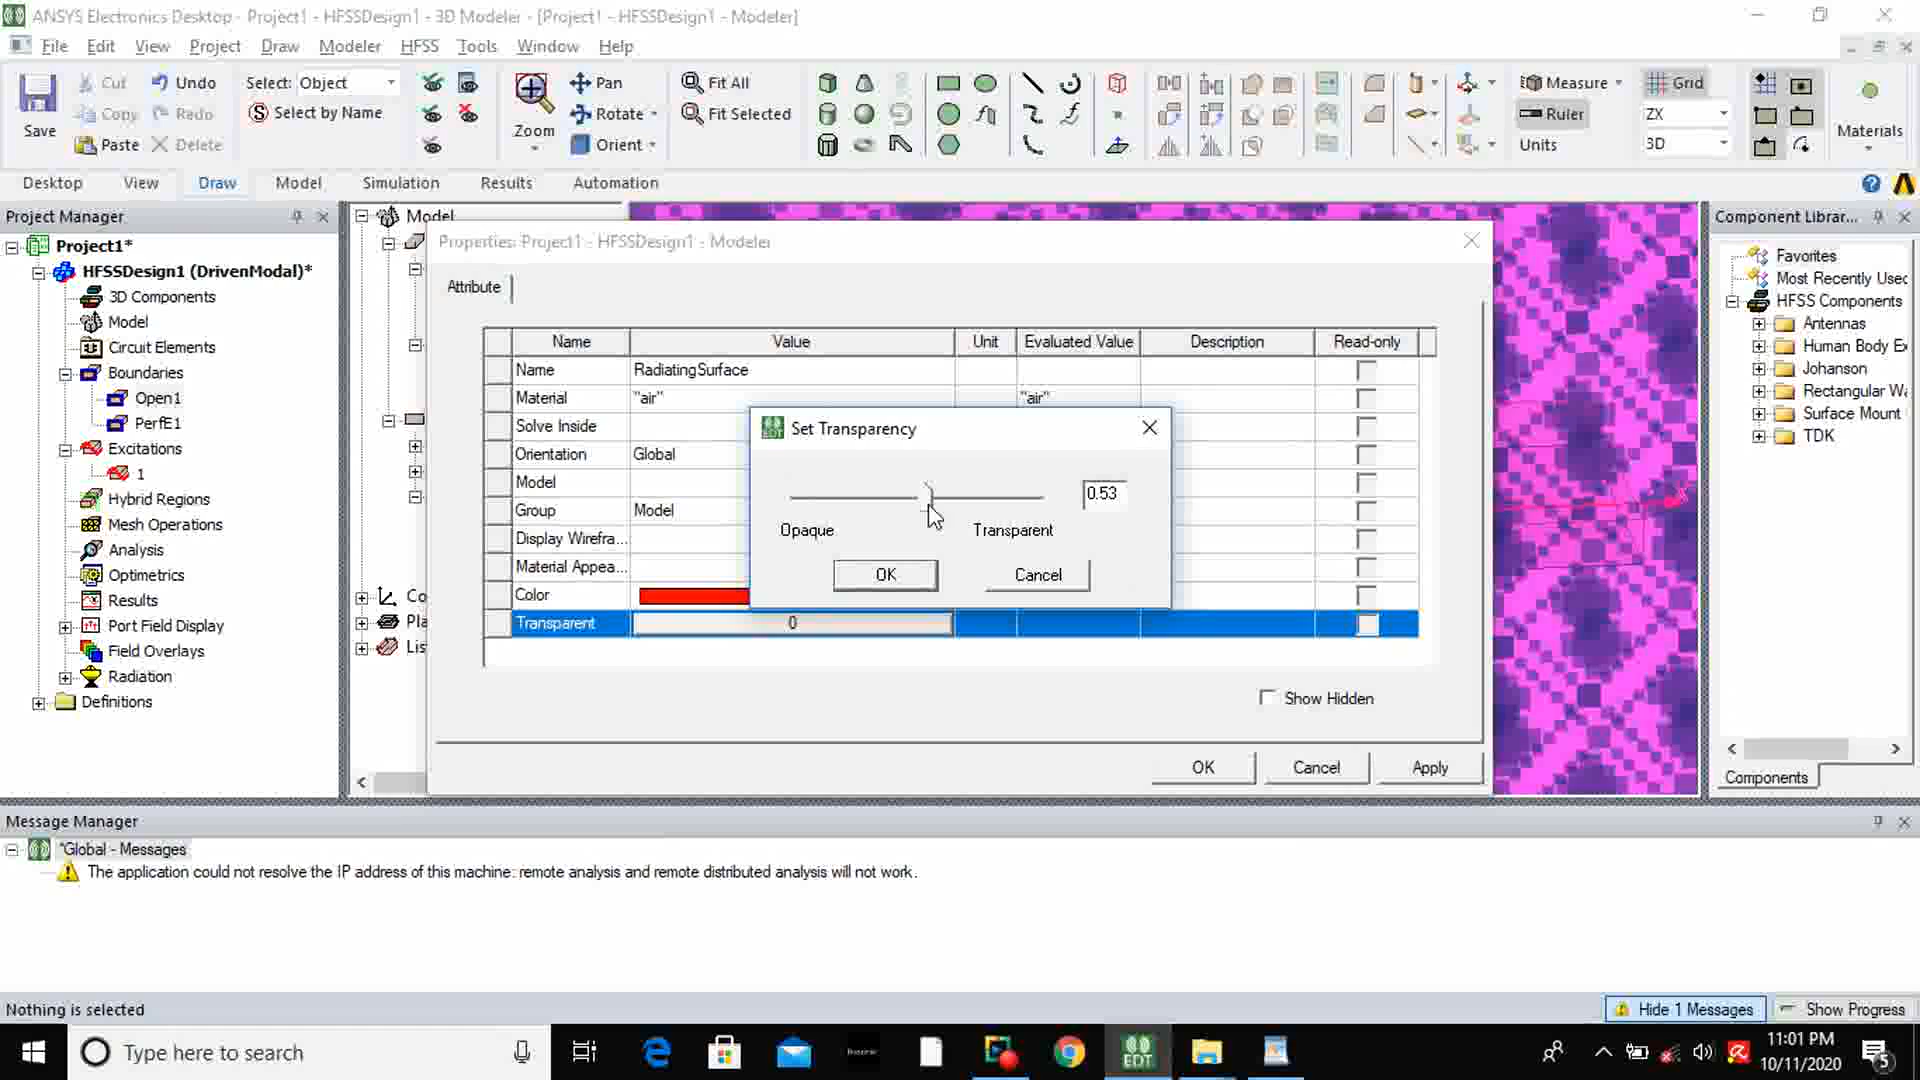 ANSYS Electronics Desktop - Project1 - HFSSDesign1 - 3D Modeler - [Project1 - HFSSDesign1 - Modeler]
File Edit View Project Draw Modeler HFSS Tools Window Help
Save
Cut
Copy
Paste
Undo
Redo
Delete
Select: Object
Select by Name
Zoom
Pan
Rotate
Orient
Fit All
Fit Selected
Measure
Ruler
Units
Grid
ZX
3D
Materials
Desktop View Draw Model Simulation Results Automation
Project Manager
Project1*
HFSSDesign1 (DrivenModal)*
3D Components
Model
Circuit Elements
Boundaries
Open1
PerfE1
Excitations
1
Hybrid Regions
Mesh Operations
Analysis
Optimetrics
Results
Port Field Display
Field Overlays
Radiation
Definitions
Model
Co
Pla
Lis
Properties: Project1 - HFSSDesign1 - Modeler
Attribute
Name Value Unit Evaluated Value Description Read-only
Name RadiatingSurface
Material "air" "air"
Solve Inside
Orientation Global
Model
Group Model
Display Wirefra...
Material Appea...
Color
Transparent 0
Show Hidden
OK Cancel Apply
EDT Set Transparency
0.53
Opaque Transparent
OK Cancel
Component Librar...
Favorites
Most Recently Used
HFSS Components
Antennas
Human Body Ex
Johanson
Rectangular Wa
Surface Mount
TDK
Components
Message Manager
*Global - Messages
The application could not resolve the IP address of this machine: remote analysis and remote distributed analysis will not work.
Nothing is selected
Hide 1 Messages
Show Progress
Type here to search
EDT
11:01 PM
10/11/2020
5